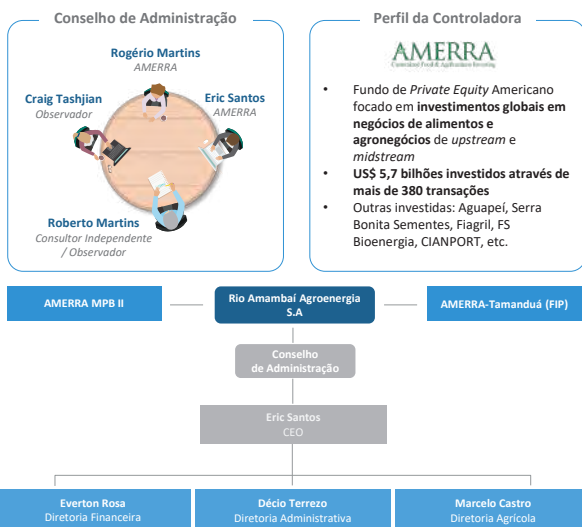 Conselho de Administração
Rogério Martins
AMERRA
Craig Tashjian
Observador
Eric Santos
AMERRA
Roberto Martins
Consultor Independente
/ Observador
Perfil da Controladora
AMERRA
• Fundo de Private Equity Americano
focado em investimentos globais em
negócios de alimentos e
agronegócios de upstream e
midstream
• US$ 5,7 bilhões investidos através de
mais de 380 transações
• Outras investidas: Aguapeí, Serra
Bonita Sementes, Fiagril, FS
Bioenergia, CIANPORT, etc.
AMERRA MPB II
Rio Amambaí Agroenergia
S.A
AMERRA-Tamanduá (FIP)
Conselho
de Administração
Eric Santos
CEO
Everton Rosa
Diretoria Financeira
Décio Terrezo
Diretoria Administrativa
Marcelo Castro
Diretoria Agrícola